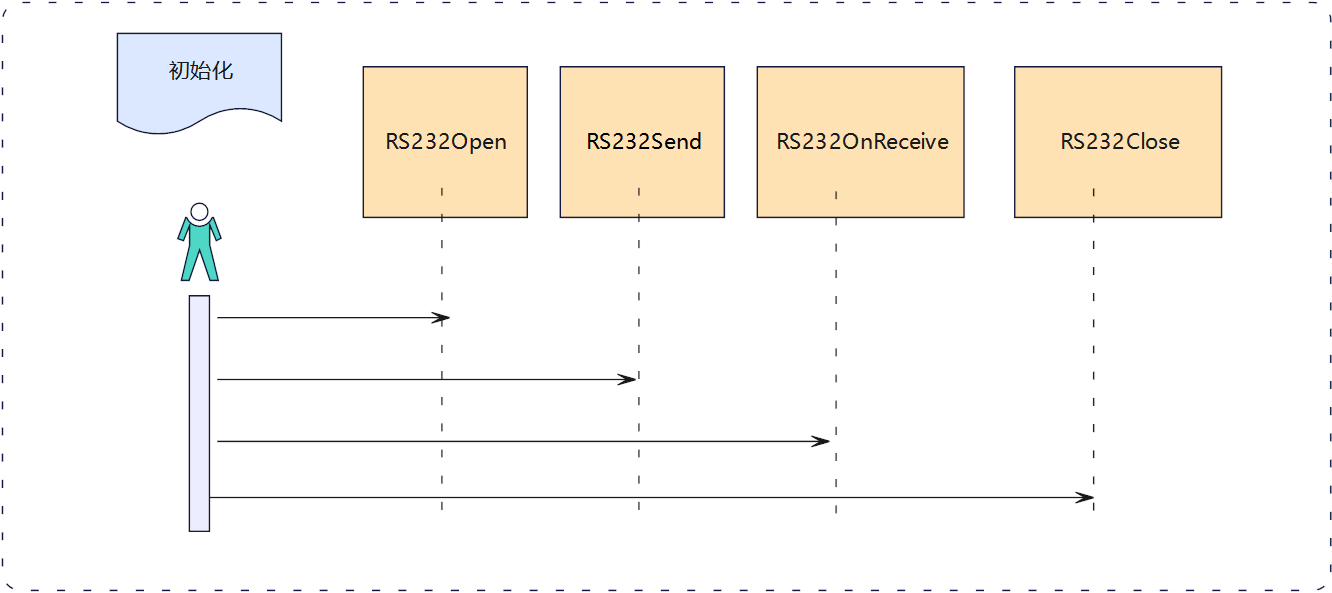 初始化
RS232Open
RS232Send
RS232OnReceive
RS232Close